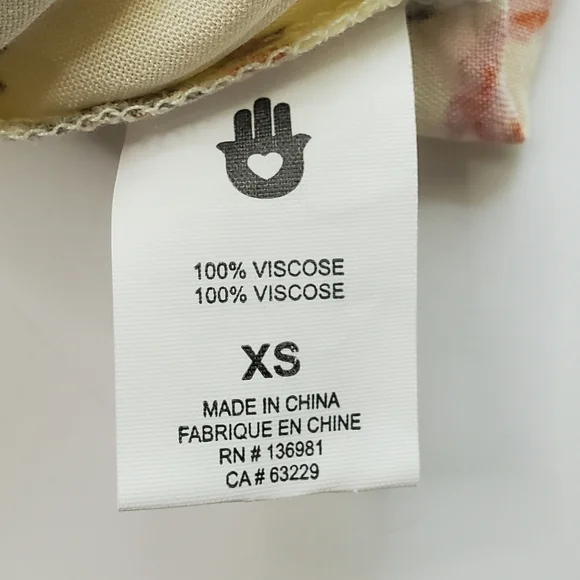 100% VISCOSE
100% VISCOSE
XS
MADE IN CHINA
FABRIQUE EN CHINE
RN # 136981
CA # 63229